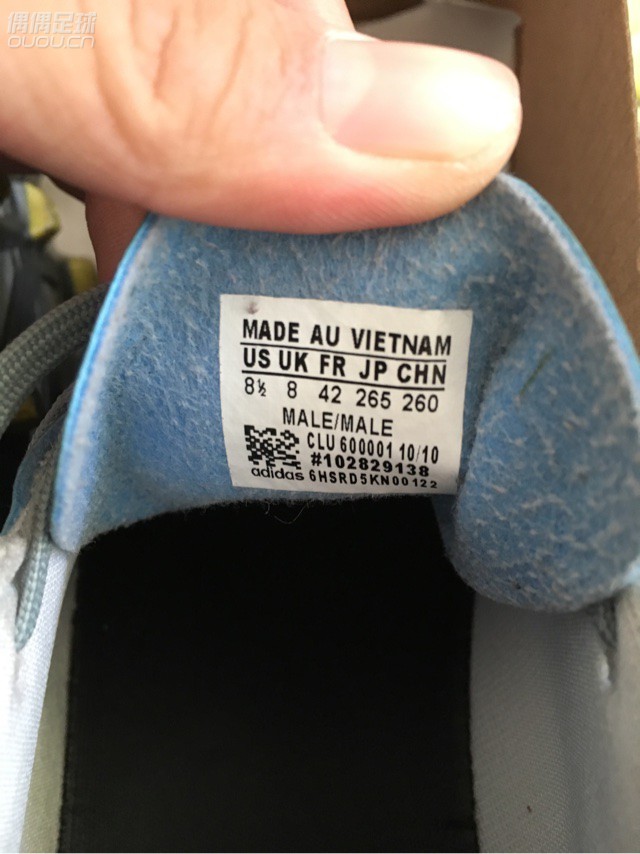 偶偶足球
ouou.cn
MADE AU VIETNAM
US UK FR JP CHN
8½ 8 42 265 260
MALE/MALE
CLU 600001 10/10
#102829138
adidas 6HSRD5KN00122